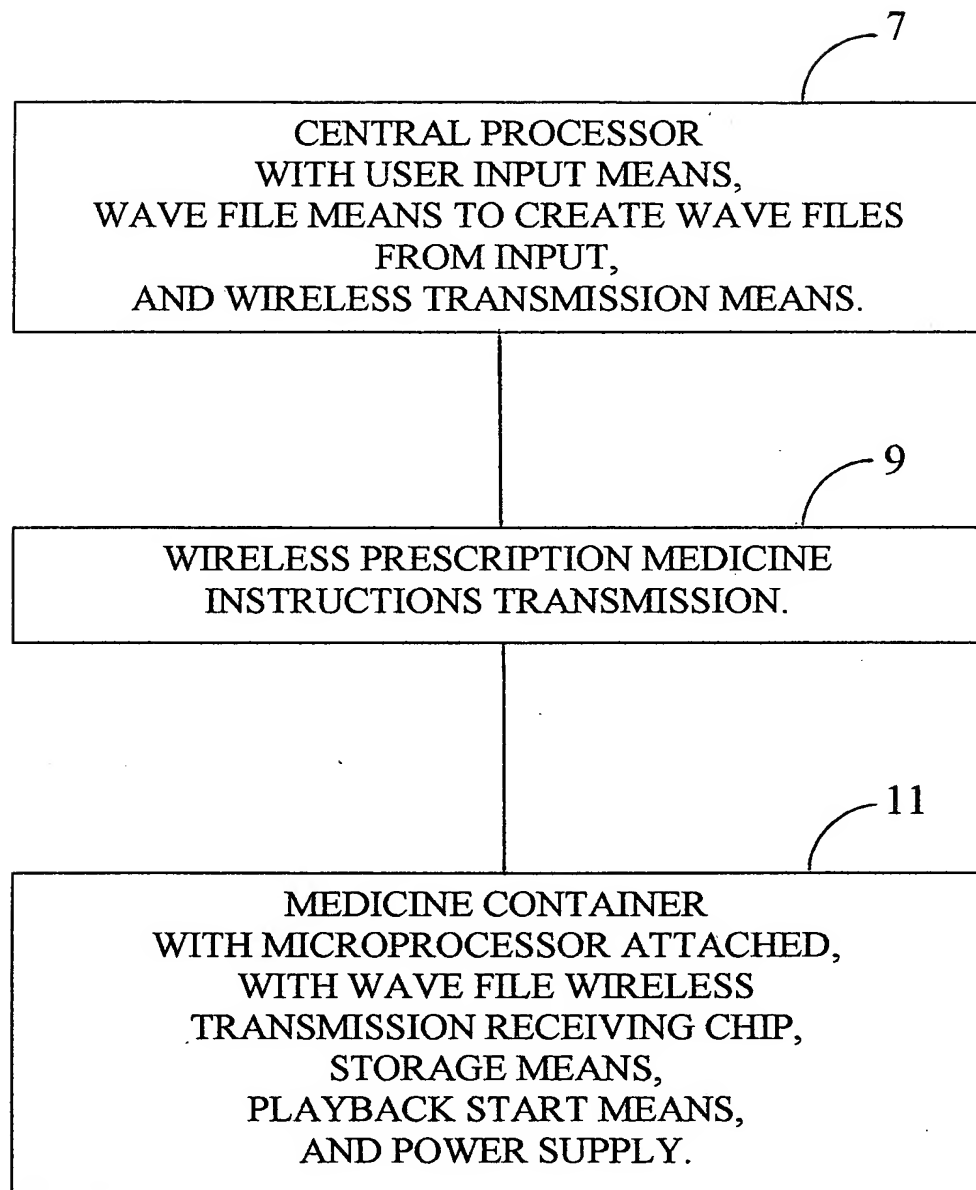 7
CENTRAL PROCESSOR
WITH USER INPUT MEANS,
WAVE FILE MEANS TO CREATE WAVE FILES
FROM INPUT,
AND WIRELESS TRANSMISSION MEANS.
9
WIRELESS PRESCRIPTION MEDICINE
INSTRUCTIONS TRANSMISSION.
11
MEDICINE CONTAINER
WITH MICROPROCESSOR ATTACHED,
WITH WAVE FILE WIRELESS
TRANSMISSION RECEIVING CHIP,
STORAGE MEANS,
PLAYBACK START MEANS,
AND POWER SUPPLY.